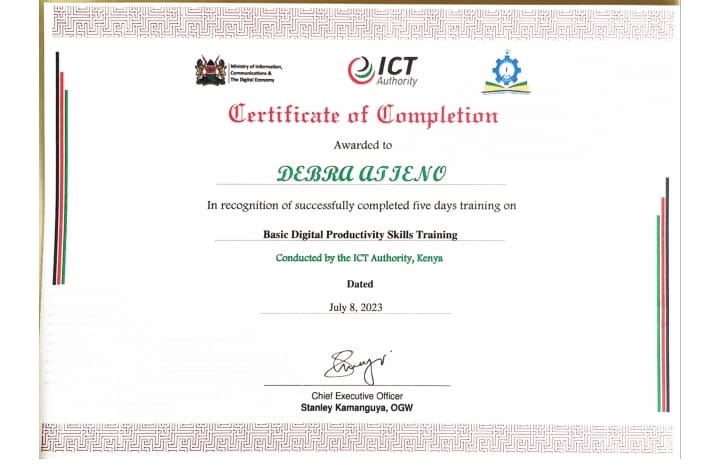 Ministry of Information,
Communications &
The Digital Economy
ICT
Authority
Certificate of Completion
Awarded to
DEBRA ATIENO
In recognition of successfully completed five days training on
Basic Digital Productivity Skills Training
Conducted by the ICT Authority, Kenya
Dated
July 8, 2023
Chief Executive Officer
Stanley Kamanguya, OGW